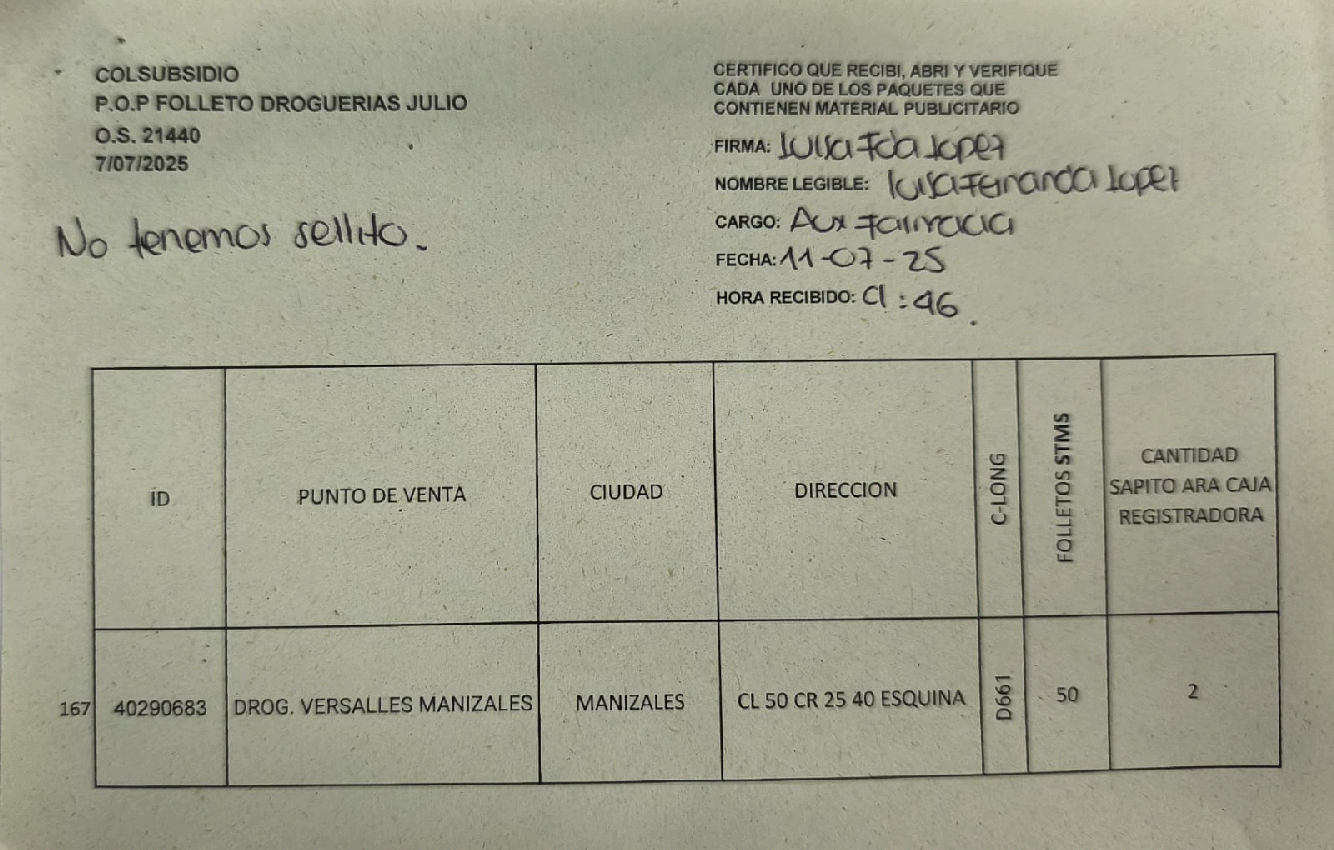 COLSUBSIDIO
P.O.P FOLLETO DROGUERIAS JULIO
O.S. 21440
7/07/2025
No tenemos sellito.
CERTIFICO QUE RECIBI, ABRI Y VERIFIQUE
CADA UNO DE LOS PAQUETES QUE
CONTIENEN MATERIAL PUBLICITARIO
FIRMA: Luisa Fda Lopez
NOMBRE LEGIBLE: Luisa Fernanda Lopez
CARGO: Aux Farmacia
FECHA: 11-07-25
HORA RECIBIDO: 9:46
ID PUNTO DE VENTA CIUDAD DIRECCION C-LONG FOLLETOS STMS CANTIDAD
SAPITO ARA CAJA
REGISTRADORA
167 40290683 DROG. VERSALLES MANIZALES MANIZALES CL 50 CR 25 40 ESQUINA D661 50 2